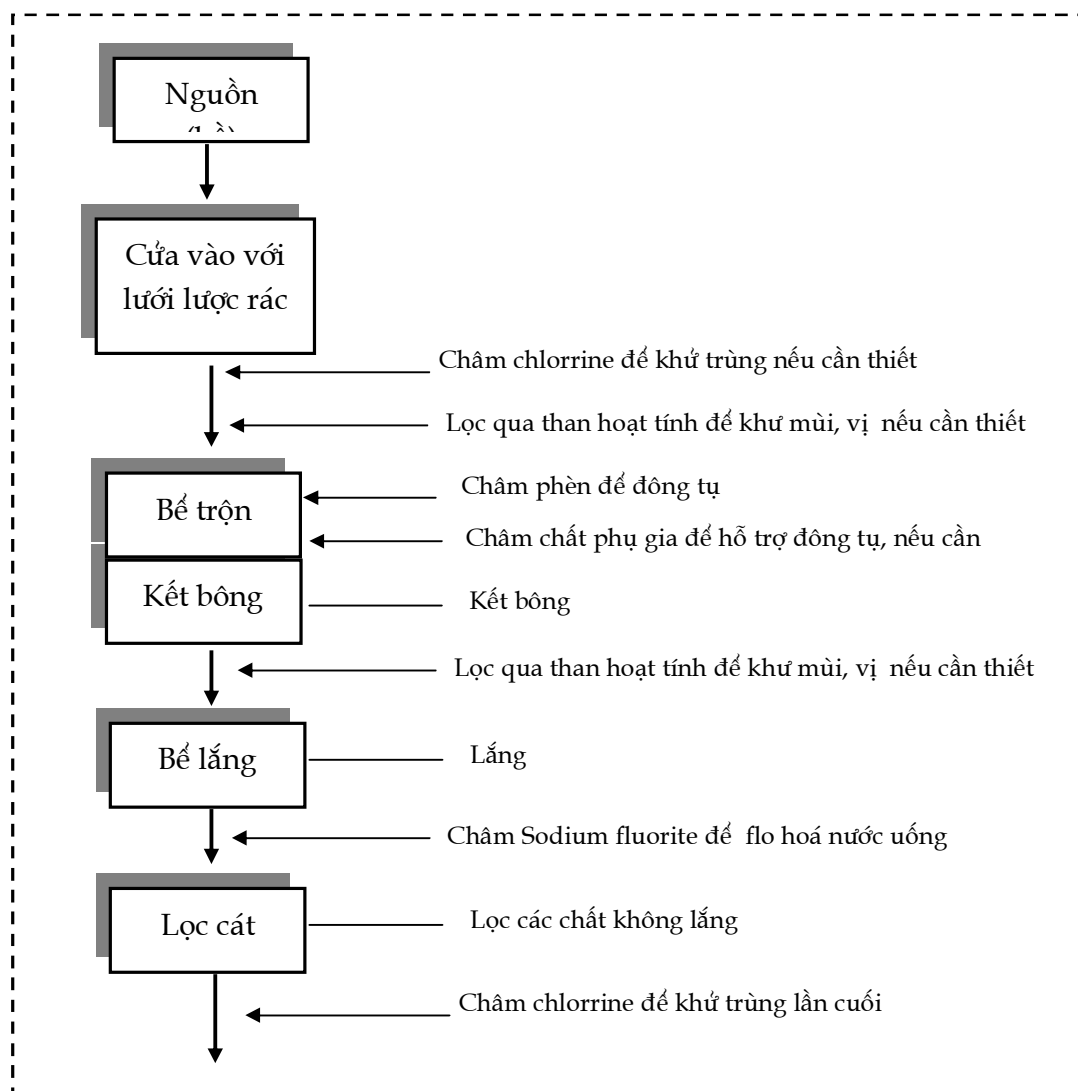 Nguồn
Cửa vào với
lưới lược rác
Châm chlorrine để khử trùng nếu cần thiết
Lọc qua than hoạt tính để khư mùi, vị nếu cần thiết
Bể trộn
Châm phèn để đông tụ
Châm chất phụ gia để hỗ trợ đông tụ, nếu cần
Kết bông
Kết bông
Lọc qua than hoạt tính để khư mùi, vị nếu cần thiết
Bể lắng
Lắng
Châm Sodium fluorite để flo hoá nước uống
Lọc cát
Lọc các chất không lắng
Châm chlorrine để khử trùng lần cuối